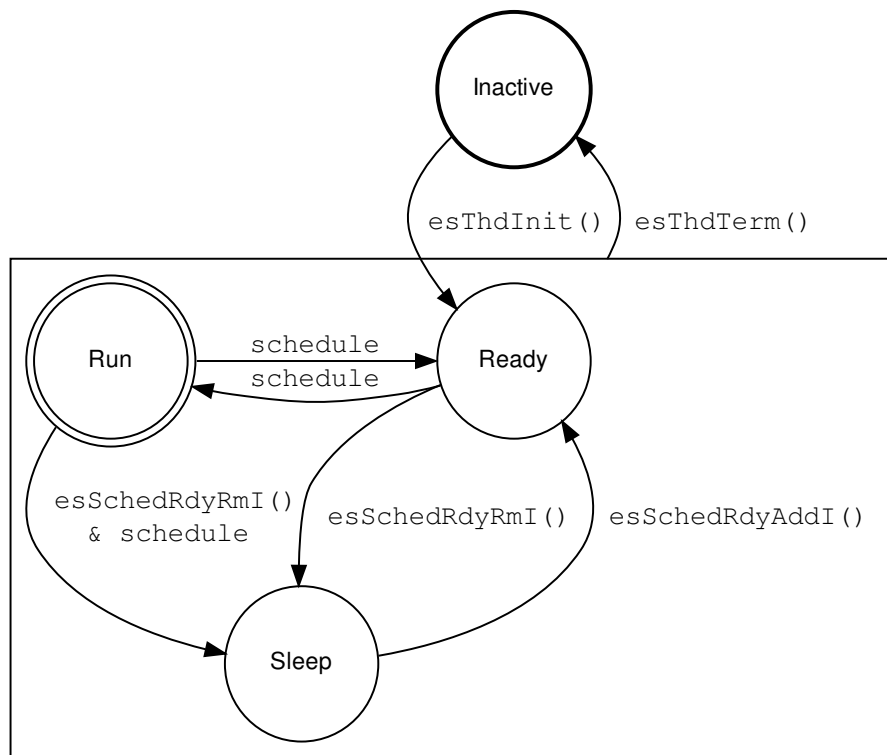 Inactive
esThdInit()
esThdTerm()
Run
schedule
schedule
Ready
esSchedRdyRmI()
& schedule
esSchedRdyRmI()
esSchedRdyAddI()
Sleep